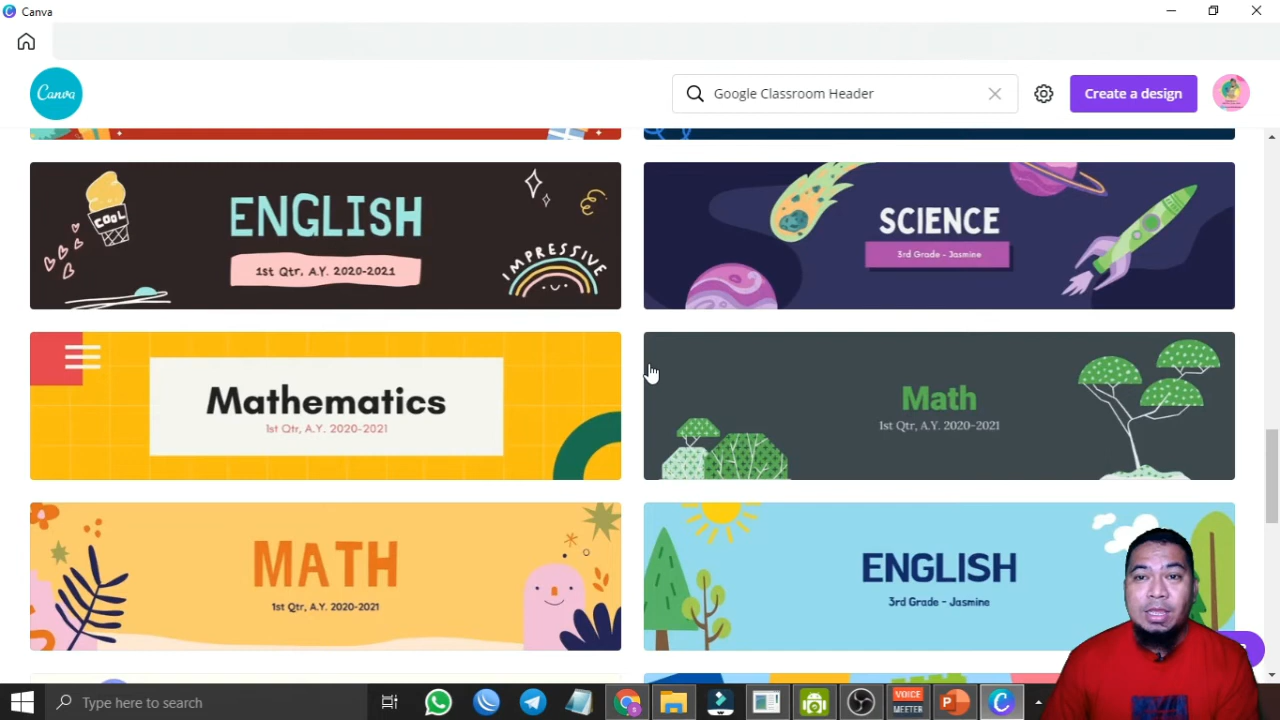 Canva
Canva
Google Classroom Header
Create a design
COOL
ENGLISH
1st Qtr, A.Y. 2020-2021
IMPRESSIVE
SCIENCE
3rd Grade - Jasmine
Mathematics
1st Qtr, A.Y. 2020-2021
Math
1st Qtr, A.Y. 2020-2021
MATH
1st Qtr, A.Y. 2020-2021
ENGLISH
3rd Grade - Jasmine
Type here to search
VOICE
MEETER